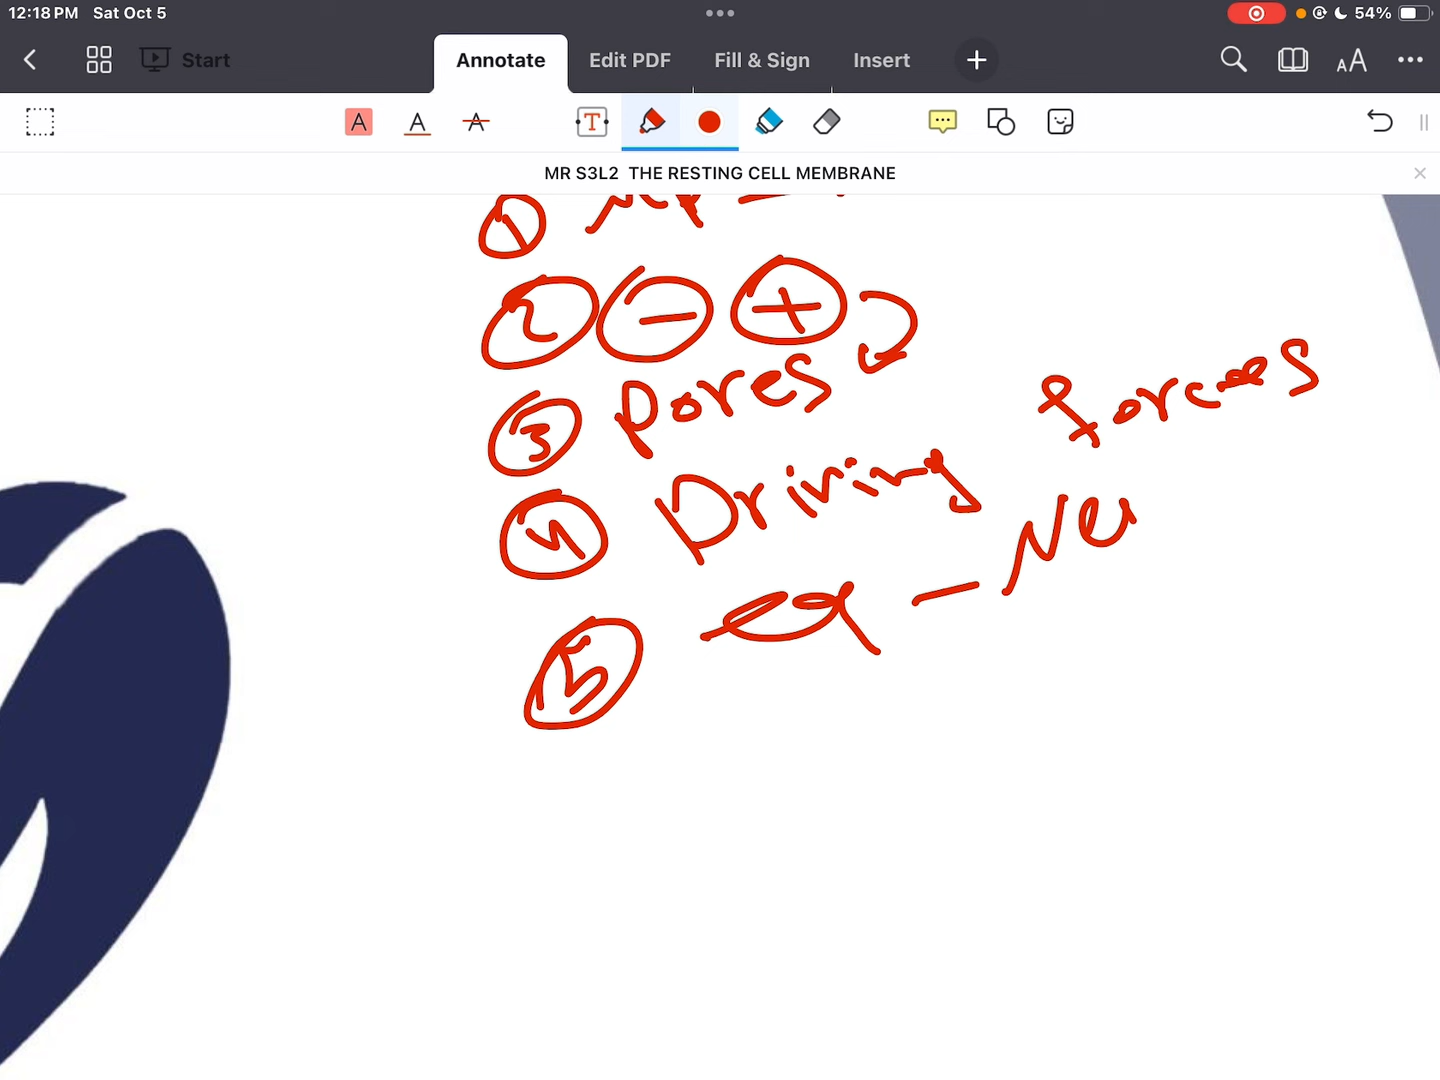 12:18 PM Sat Oct 5
54%
Start
Annotate
Edit PDF
Fill & Sign
Insert
MR S3L2 THE RESTING CELL MEMBRANE
1
2 - +
3 Pores
4 Driving forces
5 eq - Ne